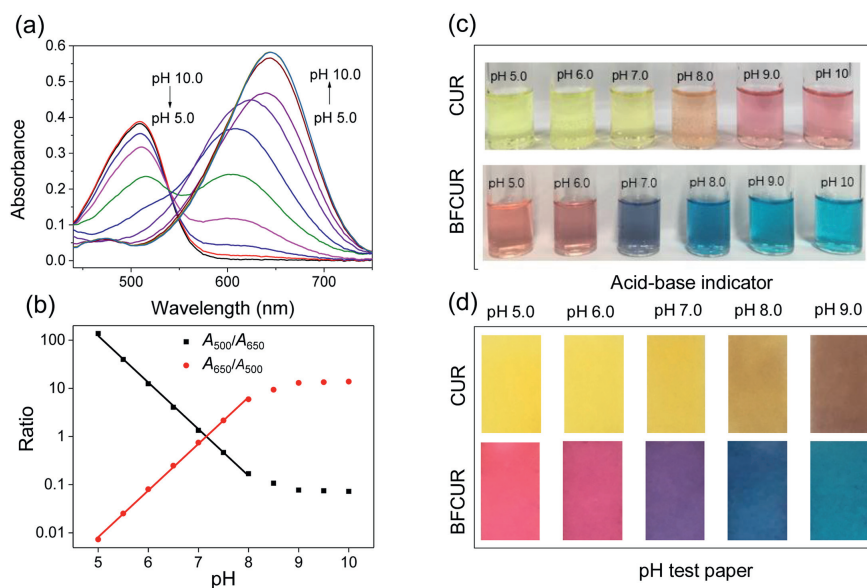 (a)
0.6
0.5
0.4
0.3
0.2
0.1
0.0
Absorbance
pH 10.0
pH 5.0
pH 10.0
pH 5.0
500
600
700
Wavelength (nm)
(b)
100
10
1
0.1
0.01
Ratio
A500/A650
A650/A500
5
6
7
8
9
10
pH
(c)
CUR
pH 5.0
pH 6.0
pH 7.0
pH 8.0
pH 9.0
pH 10
BFCUR
pH 5.0
pH 6.0
pH 7.0
pH 8.0
pH 9.0
pH 10
Acid-base indicator
(d)
pH 5.0
pH 6.0
pH 7.0
pH 8.0
pH 9.0
CUR
BFCUR
pH test paper